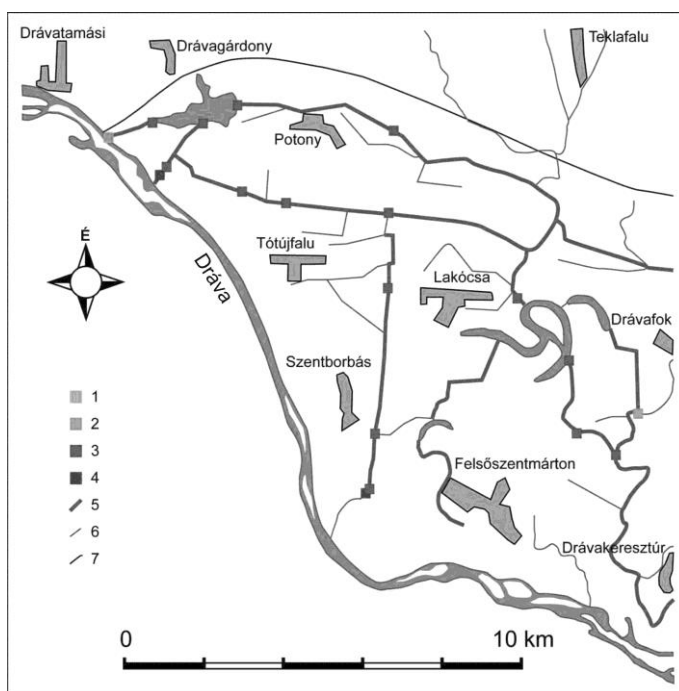 Drávatamási
Drávagárdony
Teklafalu
Potony
É
Tótújfalu
Dráva
Lakócsa
Drávafok
Szentborbás
1
2
3
4
5
6
7
Felsőszentmárton
Drávakeresztúr
0
10 km